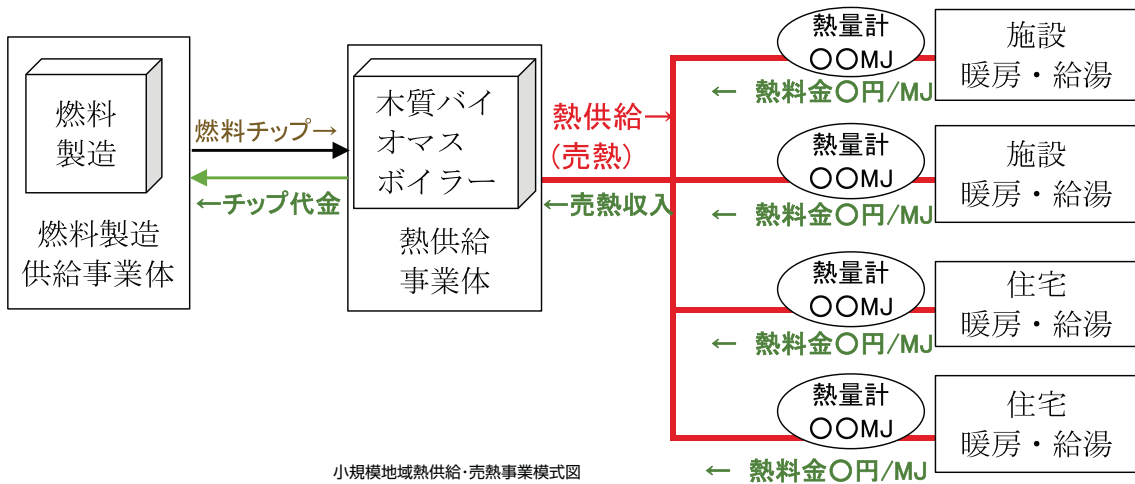 燃料
製造
燃料製造
供給事業体
燃料チップ→
←チップ代金
木質バイ
オマス
ボイラー
熱供給
事業体
熱供給→
(売熱)
←売熱収入
熱量計
〇〇MJ
← 熱料金〇円/MJ
施設
暖房・給湯
熱量計
〇〇MJ
← 熱料金〇円/MJ
施設
暖房・給湯
熱量計
〇〇MJ
← 熱料金〇円/MJ
住宅
暖房・給湯
熱量計
〇〇MJ
← 熱料金〇円/MJ
住宅
暖房・給湯
小規模地域熱供給・売熱事業模式図